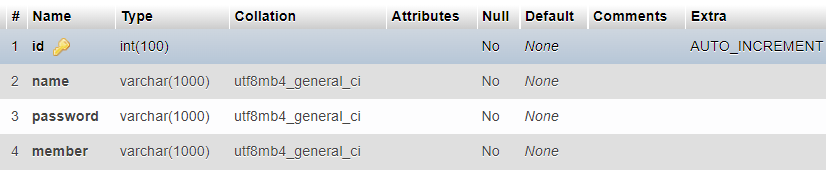 # Name Type Collation Attributes Null Default Comments Extra
1 id int(100) No None AUTO_INCREMENT
2 name varchar(1000) utf8mb4_general_ci No None
3 password varchar(1000) utf8mb4_general_ci No None
4 member varchar(1000) utf8mb4_general_ci No None